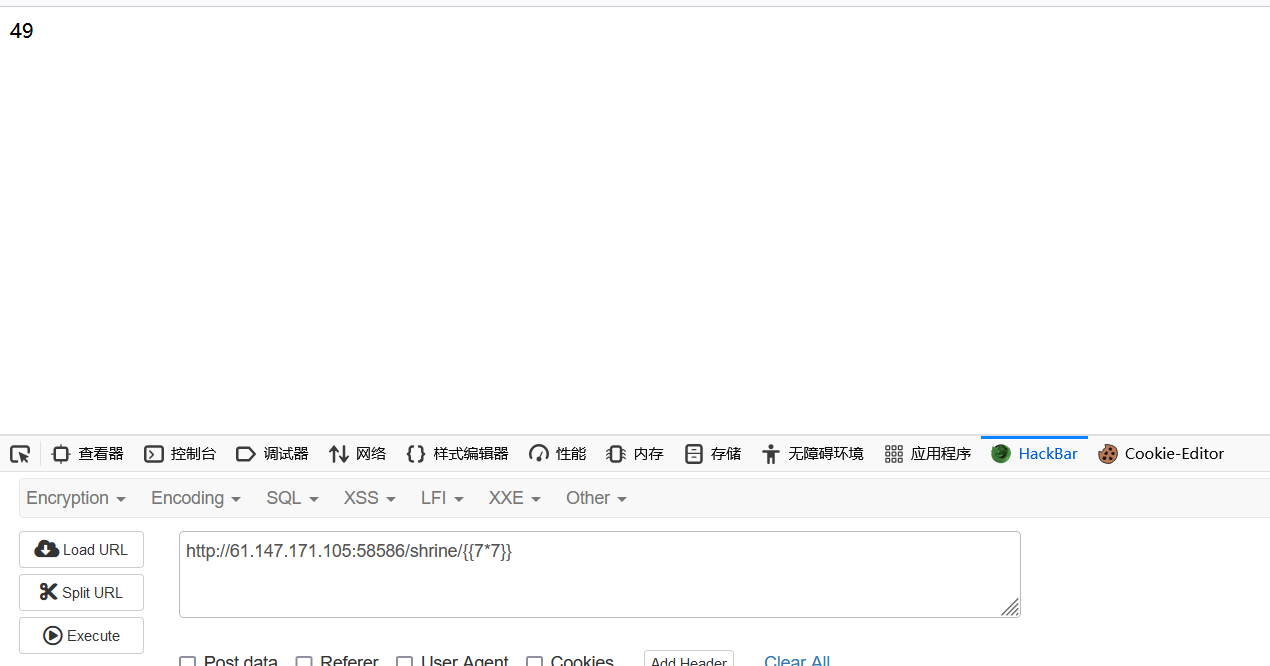 49
查看器 控制台 调试器 网络 样式编辑器 性能 内存 存储 无障碍环境 应用程序 HackBar Cookie-Editor
Encryption Encoding SQL XSS LFI XXE Other
Load URL
http://61.147.171.105:58586/shrine/{{7*7}}
Split URL
Execute
Post data Referer User Agent Cookies Add Header Clear All